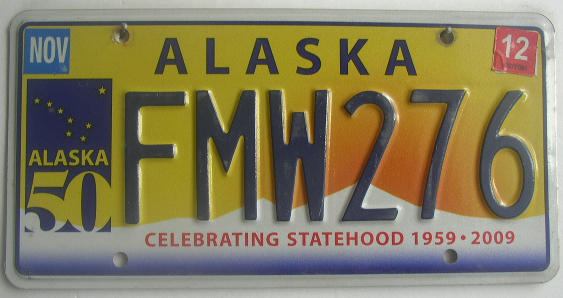 NOV
ALASKA
12
ALASKA
50
FMW276
CELEBRATING STATEHOOD 1959 • 2009